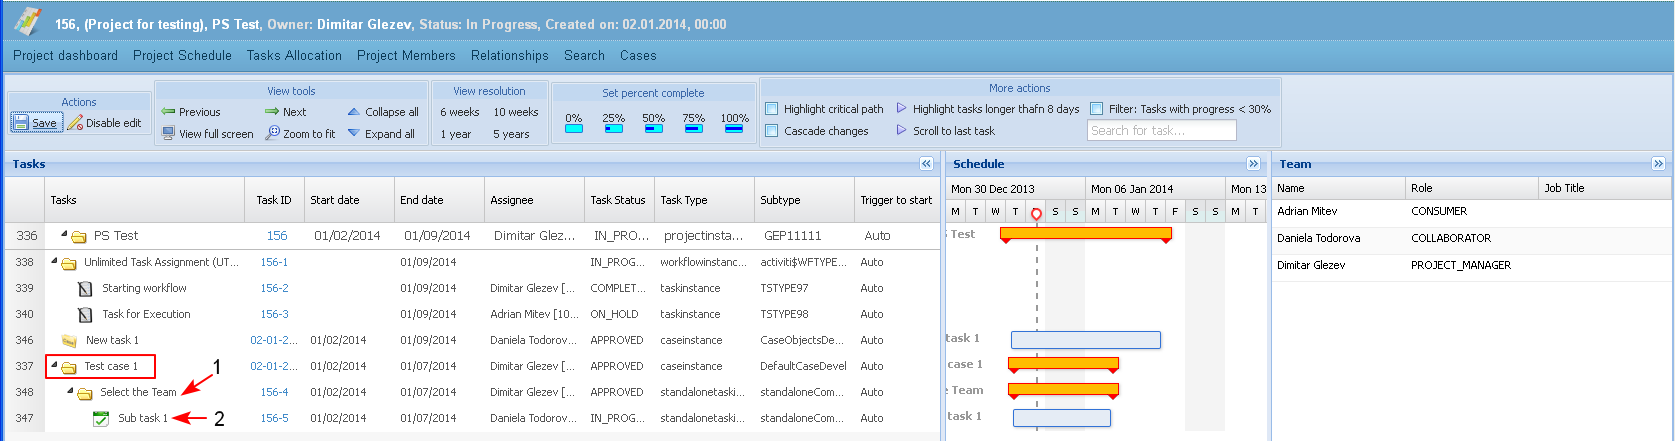 156, (Project for testing), PS Test, Owner: Dimitar Glezev, Status: In Progress, Created on: 02.01.2014, 00:00
Project dashboard Project Schedule Tasks Allocation Project Members Relationships Search Cases
Actions View tools View resolution Set percent complete More actions
Save Disable edit
Previous Next Collapse all
View full screen Zoom to fit Expand all
6 weeks 10 weeks
1 year 5 years
0% 25% 50% 75% 100%
Highlight critical path Highlight tasks longer thafn 8 days Filter: Tasks with progress < 30%
Cascade changes Scroll to last task Search for task...
Tasks Schedule Team
Tasks Task ID Start date End date Assignee Task Status Task Type Subtype Trigger to start
Mon 30 Dec 2013 Mon 06 Jan 2014 Mon 13
M T W T S S M T W T F S S M T
Name Role Job Title
336 PS Test 156 01/02/2014 01/09/2014 Dimitar Glez... IN_PRO... projectinsta... GEP11111 Auto
338 Unlimited Task Assignment (UT... 156-1 01/09/2014 IN_PROG... workflowinstanc... activiti$WFTYPE... Auto
339 Starting workflow 156-2 01/09/2014 Dimitar Glezev [... COMPLET... taskinstance TSTYPE97 Auto
340 Task for Execution 156-3 01/09/2014 Adrian Mitev [10... ON_HOLD taskinstance TSTYPE98 Auto
346 New task 1 02-01-2... 01/02/2014 01/09/2014 Daniela Todorov... APPROVED caseinstance CaseObjectsDe... Auto
337 Test case 1 02-01-2... 01/02/2014 01/07/2014 Dimitar Glezev [... APPROVED caseinstance DefaultCaseDevel Auto
348 Select the Team 156-4 01/02/2014 01/07/2014 Dimitar Glezev [... APPROVED standalonetaski... standaloneCom... Auto
347 Sub task 1 156-5 01/02/2014 01/07/2014 Daniela Todorov... IN_PROG... standalonetaski... standaloneCom... Auto
1
2
S Test
task 1
case 1
e Team
task 1
Adrian Mitev CONSUMER
Daniela Todorova COLLABORATOR
Dimitar Glezev PROJECT_MANAGER